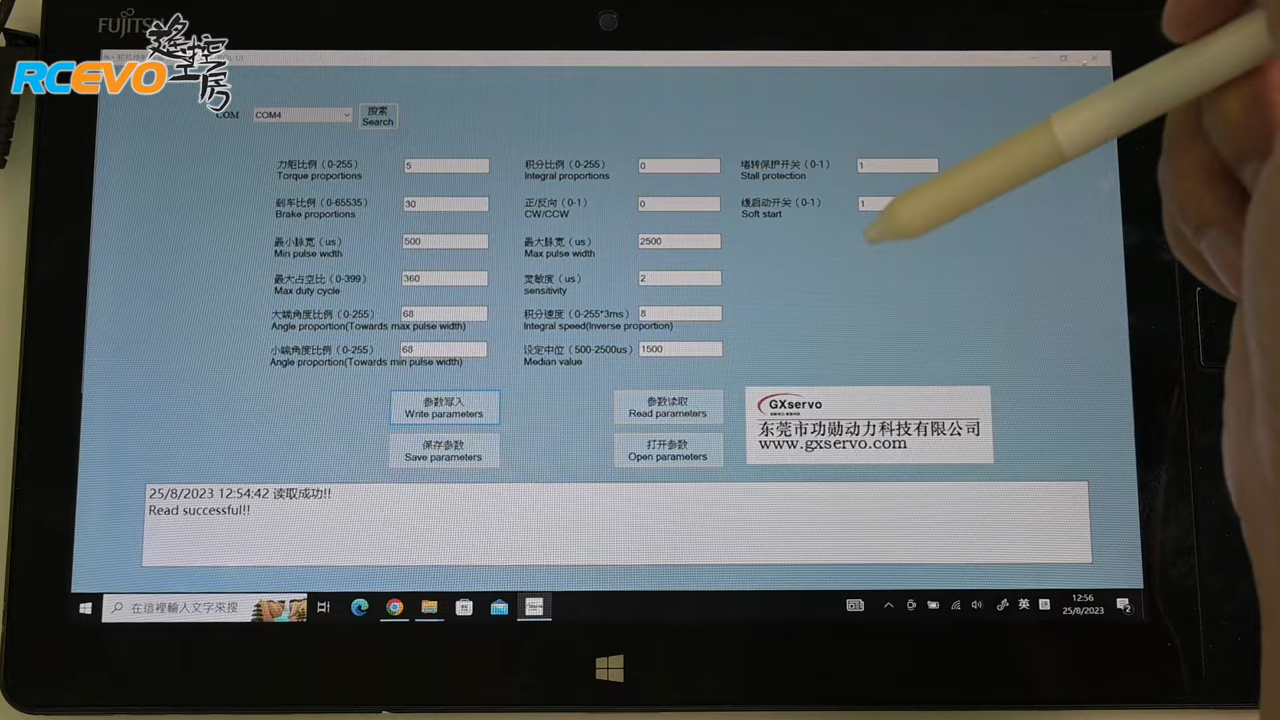 FUJITSU
遙控工房
RCEVO
COM
COM4
搜索
Search
力矩比例（0-255）
Torque proportions
5
积分比例（0-255）
Integral proportions
0
堵转保护开关（0-1）
Stall protection
1
刹车比例（0-65535）
Brake proportions
30
正/反向（0-1）
CW/CCW
0
缓启动开关（0-1）
Soft start
1
最小脉宽（us）
Min pulse width
500
最大脉宽（us）
Max pulse width
2500
最大占空比（0-399）
Max duty cycle
360
灵敏度（us）
sensitivity
2
大端角度比例（0-255）
Angle proportion(Towards max pulse width)
68
积分速度（0-255*3ms）
Integral speed(Inverse proportion)
8
小端角度比例（0-255）
Angle proportion(Towards min pulse width)
68
设定中位（500-2500us）
Median value
1500
参数写入
Write parameters
参数读取
Read parameters
保存参数
Save parameters
打开参数
Open parameters
GXservo
东莞市功勋动力科技有限公司
www.gxservo.com
25/8/2023 12:54:42 读取成功!!
Read successful!!
在這裡輸入文字來搜
英
12:56
25/8/2023
2